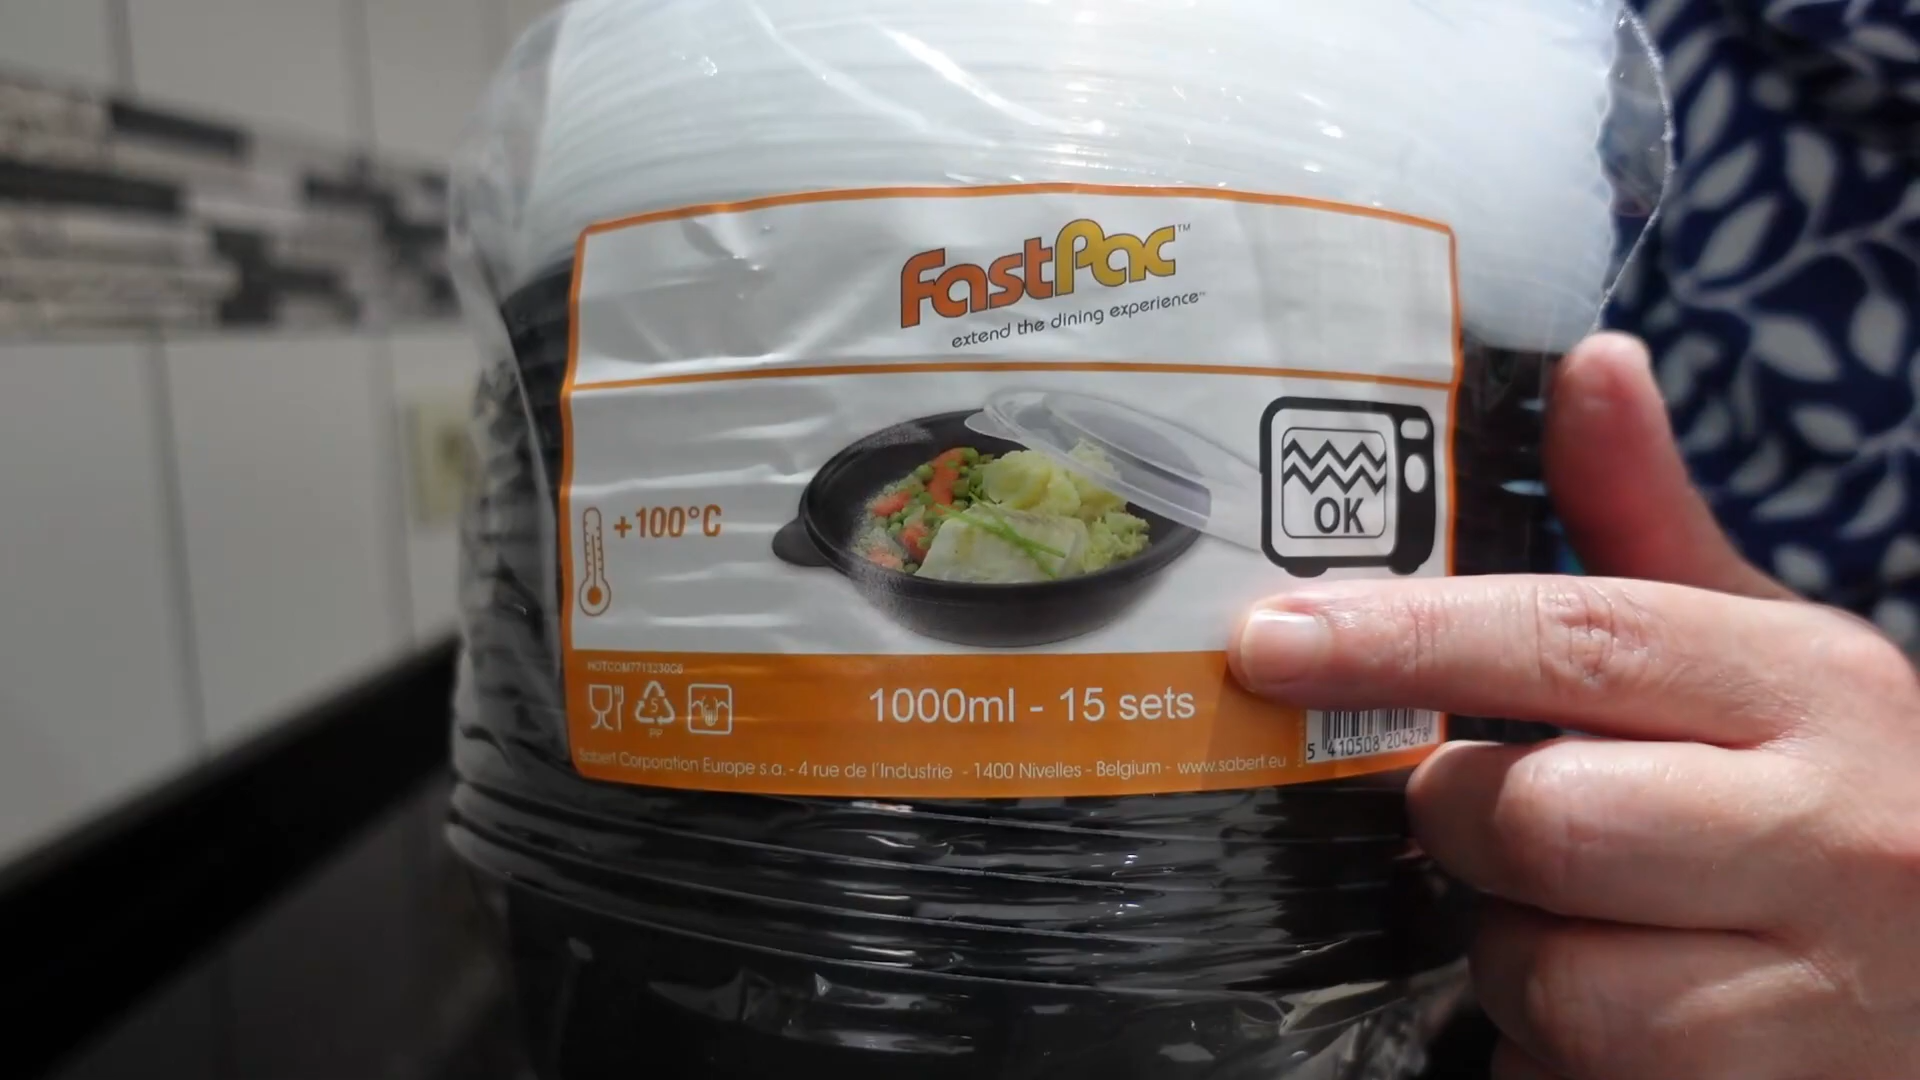 FastPac™
extend the dining experience™
+100°C
OK
1000ml - 15 sets
5
PP
Sabert Corporation Europe s.a. - 4 rue de l'Industrie - 1400 Nivelles - Belgium - www.sabert.eu
5 410508 204278